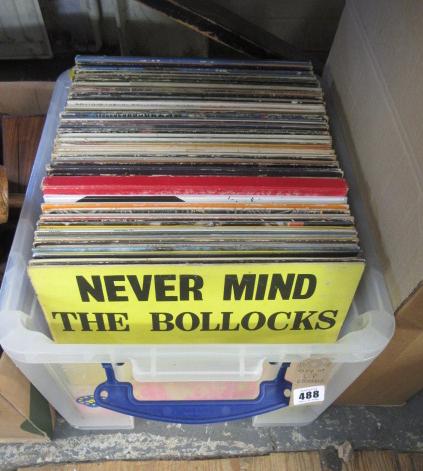 NEVER MIND
THE BOLLOCKS
488